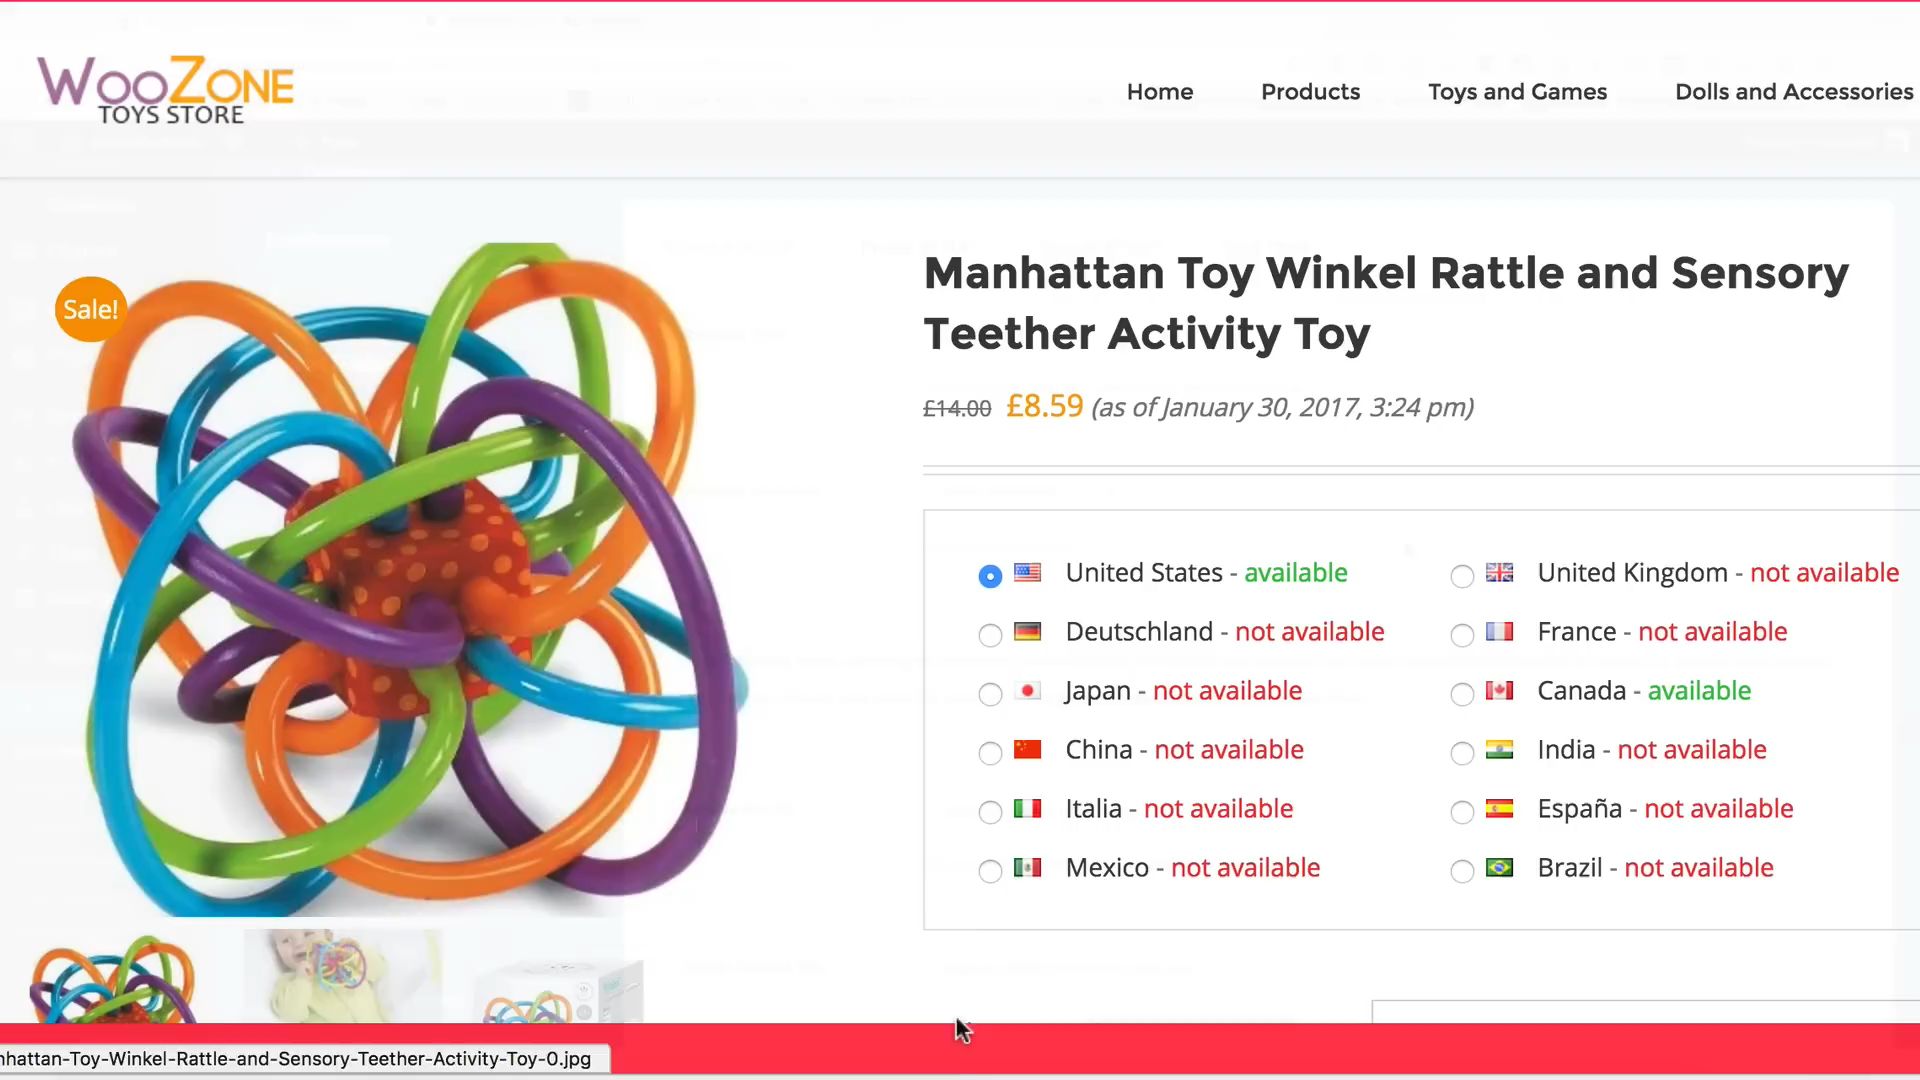 WOOZONE
TOYS STORE
Home Products Toys and Games Dolls and Accessories
Sale!
Manhattan Toy Winkel Rattle and Sensory
Teether Activity Toy
£14.00 £8.59 (as of January 30, 2017, 3:24 pm)
United States - available United Kingdom - not available
Deutschland - not available France - not available
Japan - not available Canada - available
China - not available India - not available
Italia - not available España - not available
Mexico - not available Brazil - not available
hattan-Toy-Winkel-Rattle-and-Sensory-Teether-Activity-Toy-0.jpg